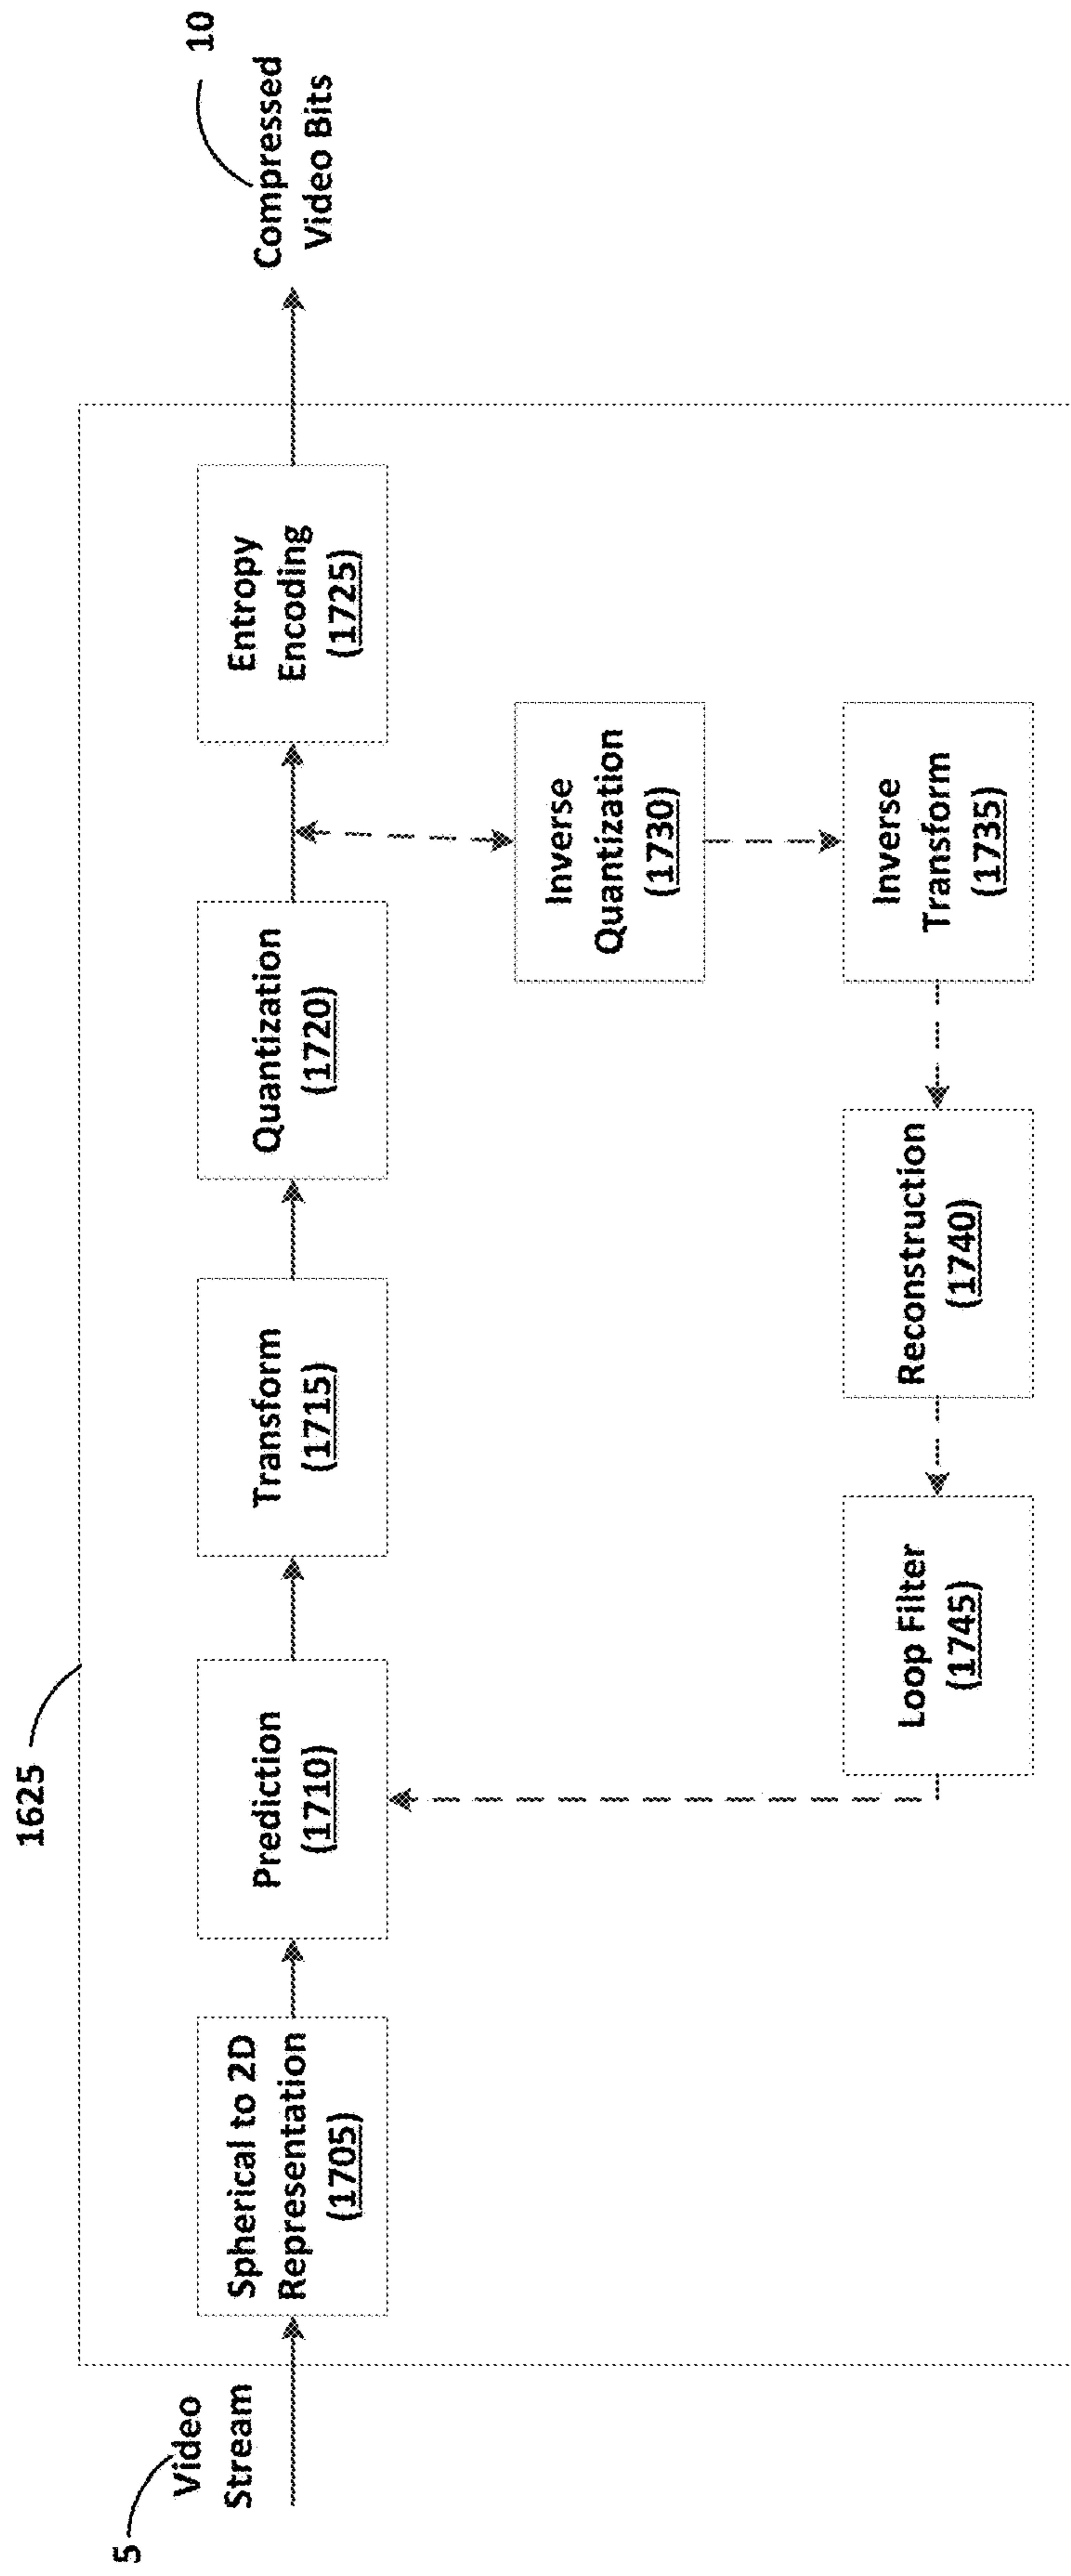 1625
5
Video
Stream
Spherical to 2D
Representation
(1705)
Prediction
(1710)
Transform
(1715)
Quantization
(1720)
Entropy
Encoding
(1725)
10
Compressed
Video Bits
Inverse
Quantization
(1730)
Loop Filter
(1745)
Reconstruction
(1740)
Inverse
Transform
(1735)